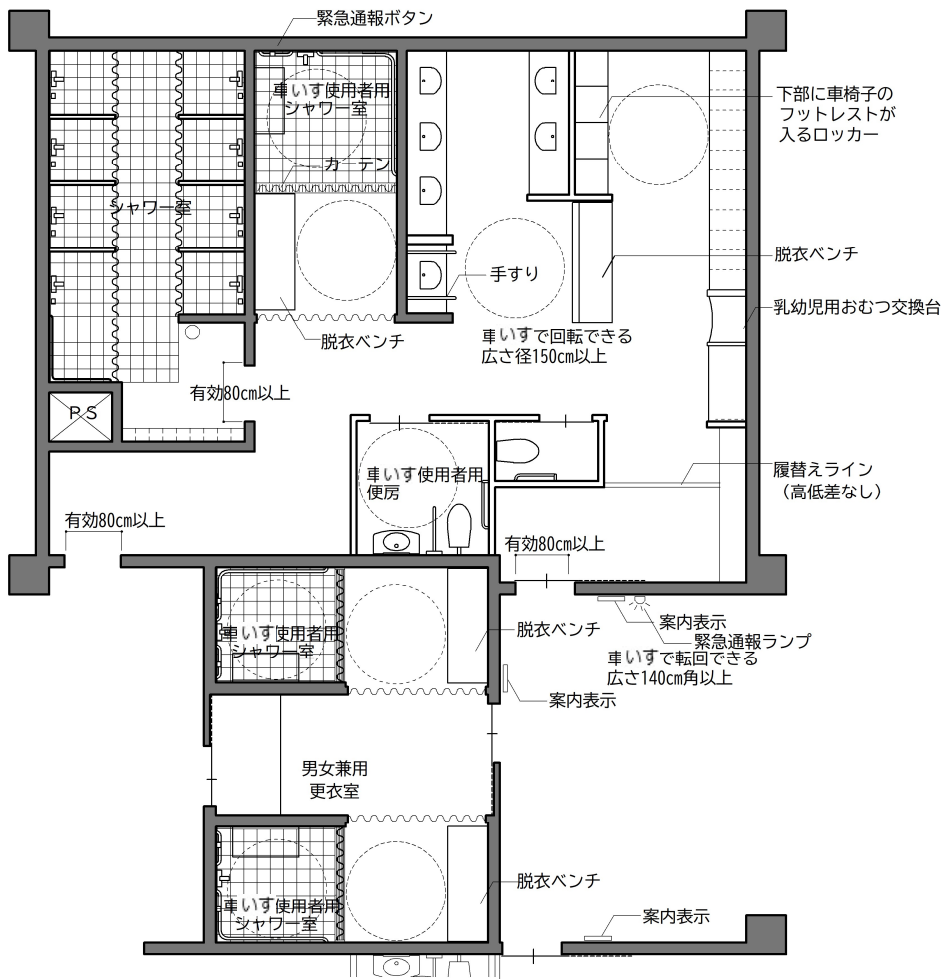 緊急通報ボタン
車いす使用者用
シャワー室
下部に車椅子の
フットレストが
入るロッカー
カーテン
シャワー室
脱衣ベンチ
手すり
乳幼児用おむつ交換台
脱衣ベンチ
車いすで回転できる
広さ径150cm以上
有効80cm以上
PS
車いす使用者用
便房
履替えライン
(高低差なし)
有効80cm以上
有効80cm以上
案内表示
緊急通報ランプ
車いすで転回できる
広さ140cm角以上
車いす使用者用
シャワー室
脱衣ベンチ
案内表示
男女兼用
更衣室
車いす使用者用
シャワー室
脱衣ベンチ
案内表示